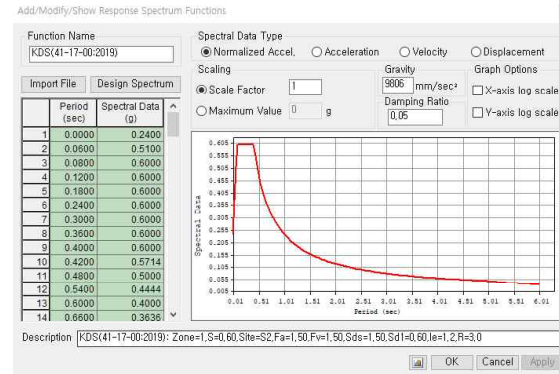 Add/Modify/Show Response Spectrum Functions
Function Name
KDS(41-17-00:2019)
Import File Design Spectrum
Period (sec) Spectral Data (g)
1 0.0000 0.2400
2 0.0600 0.5100
3 0.0800 0.6000
4 0.1200 0.6000
5 0.1800 0.6000
6 0.2400 0.6000
7 0.3000 0.6000
8 0.3600 0.6000
9 0.4000 0.6000
10 0.4200 0.5714
11 0.4800 0.5000
12 0.5400 0.4444
13 0.6000 0.4000
14 0.6600 0.3636
Spectral Data Type
Normalized Accel. Acceleration Velocity Displacement
Scaling
Scale Factor 1
Maximum Value 0 g
Gravity
9806 mm/sec²
Damping Ratio
0.05
Graph Options
X-axis log scale
Y-axis log scale
Spectral Data
0.605
0.555
0.455
0.405
0.355
0.305
0.255
0.205
0.155
0.105
0.055
0.005
0.01 0.51 1.01 1.51 2.01 2.51 3.01 3.51 4.01 4.51 5.01 5.51 6.01
Period (sec)
Description KDS(41-17-00:2019): Zone=1,S=0,60,Site=S2,Fa=1,50,Fv=1,50,Sds=1,50,Sd1=0,60,Ie=1,2,R=3,0
OK Cancel Apply